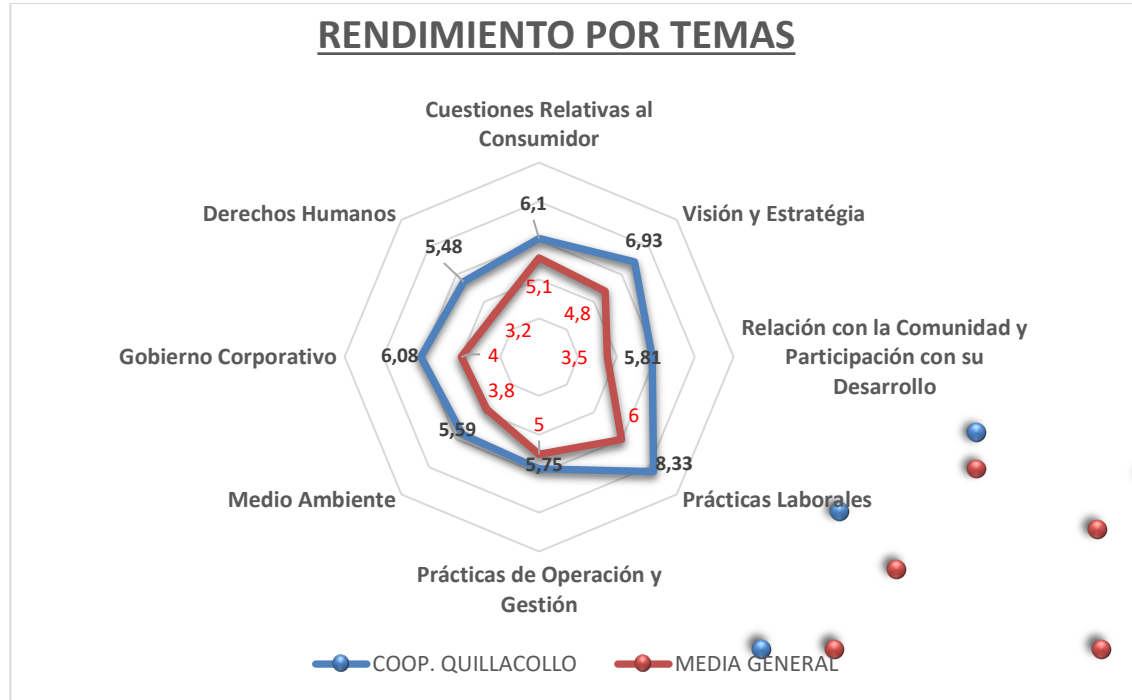 RENDIMIENTO POR TEMAS
Cuestiones Relativas al
Consumidor
6,1
Derechos Humanos
Visión y Estratégia
5,48
6,93
5,1
4,8
3,2
Gobierno Corporativo
6,08
4
3,5
5,81
Relación con la Comunidad y
Participación con su
Desarrollo
3,8
5
6
5,59
5,75
8,33
Medio Ambiente
Prácticas Laborales
Prácticas de Operación y
Gestión
COOP. QUILLACOLLO
MEDIA GENERAL